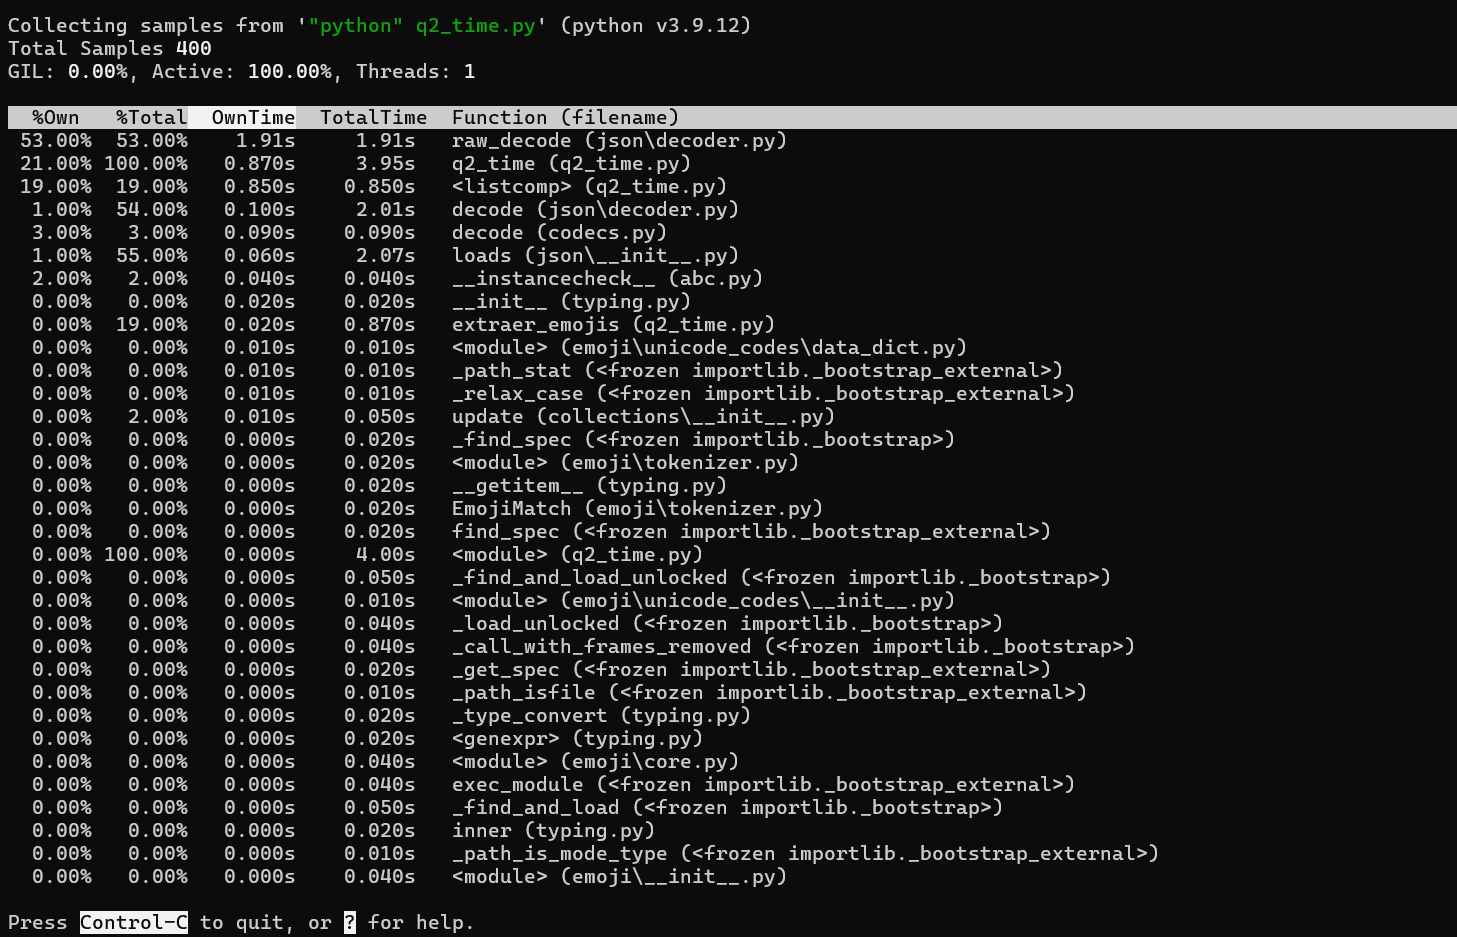 Collecting samples from '"python" q2_time.py' (python v3.9.12)
Total Samples 400
GIL: 0.00%, Active: 100.00%, Threads: 1
%Own %Total OwnTime TotalTime Function (filename)
53.00% 53.00% 1.91s 1.91s raw_decode (json\decoder.py)
21.00% 100.00% 0.870s 3.95s q2_time (q2_time.py)
19.00% 19.00% 0.850s 0.850s <listcomp> (q2_time.py)
1.00% 54.00% 0.100s 2.01s decode (json\decoder.py)
3.00% 3.00% 0.090s 0.090s decode (codecs.py)
1.00% 55.00% 0.060s 2.07s loads (json\__init__.py)
2.00% 2.00% 0.040s 0.040s __instancecheck__ (abc.py)
0.00% 0.00% 0.020s 0.020s __init__ (typing.py)
0.00% 19.00% 0.020s 0.870s extraer_emojis (q2_time.py)
0.00% 0.00% 0.010s 0.010s <module> (emoji\unicode_codes\data_dict.py)
0.00% 0.00% 0.010s 0.010s _path_stat (<frozen importlib._bootstrap_external>)
0.00% 0.00% 0.010s 0.010s _relax_case (<frozen importlib._bootstrap_external>)
0.00% 2.00% 0.010s 0.050s update (collections\__init__.py)
0.00% 0.00% 0.000s 0.020s _find_spec (<frozen importlib._bootstrap>)
0.00% 0.00% 0.000s 0.020s <module> (emoji\tokenizer.py)
0.00% 0.00% 0.000s 0.020s __getitem__ (typing.py)
0.00% 0.00% 0.000s 0.020s EmojiMatch (emoji\tokenizer.py)
0.00% 0.00% 0.000s 0.020s find_spec (<frozen importlib._bootstrap_external>)
0.00% 100.00% 0.000s 4.00s <module> (q2_time.py)
0.00% 0.00% 0.000s 0.050s _find_and_load_unlocked (<frozen importlib._bootstrap>)
0.00% 0.00% 0.000s 0.010s <module> (emoji\unicode_codes\__init__.py)
0.00% 0.00% 0.000s 0.040s _load_unlocked (<frozen importlib._bootstrap>)
0.00% 0.00% 0.000s 0.040s _call_with_frames_removed (<frozen importlib._bootstrap>)
0.00% 0.00% 0.000s 0.020s _get_spec (<frozen importlib._bootstrap_external>)
0.00% 0.00% 0.000s 0.010s _path_isfile (<frozen importlib._bootstrap_external>)
0.00% 0.00% 0.000s 0.020s _type_convert (typing.py)
0.00% 0.00% 0.000s 0.020s <genexpr> (typing.py)
0.00% 0.00% 0.000s 0.040s <module> (emoji\core.py)
0.00% 0.00% 0.000s 0.040s exec_module (<frozen importlib._bootstrap_external>)
0.00% 0.00% 0.000s 0.050s _find_and_load (<frozen importlib._bootstrap>)
0.00% 0.00% 0.000s 0.020s inner (typing.py)
0.00% 0.00% 0.000s 0.010s _path_is_mode_type (<frozen importlib._bootstrap_external>)
0.00% 0.00% 0.000s 0.040s <module> (emoji\__init__.py)
Press Control-C to quit, or ? for help.